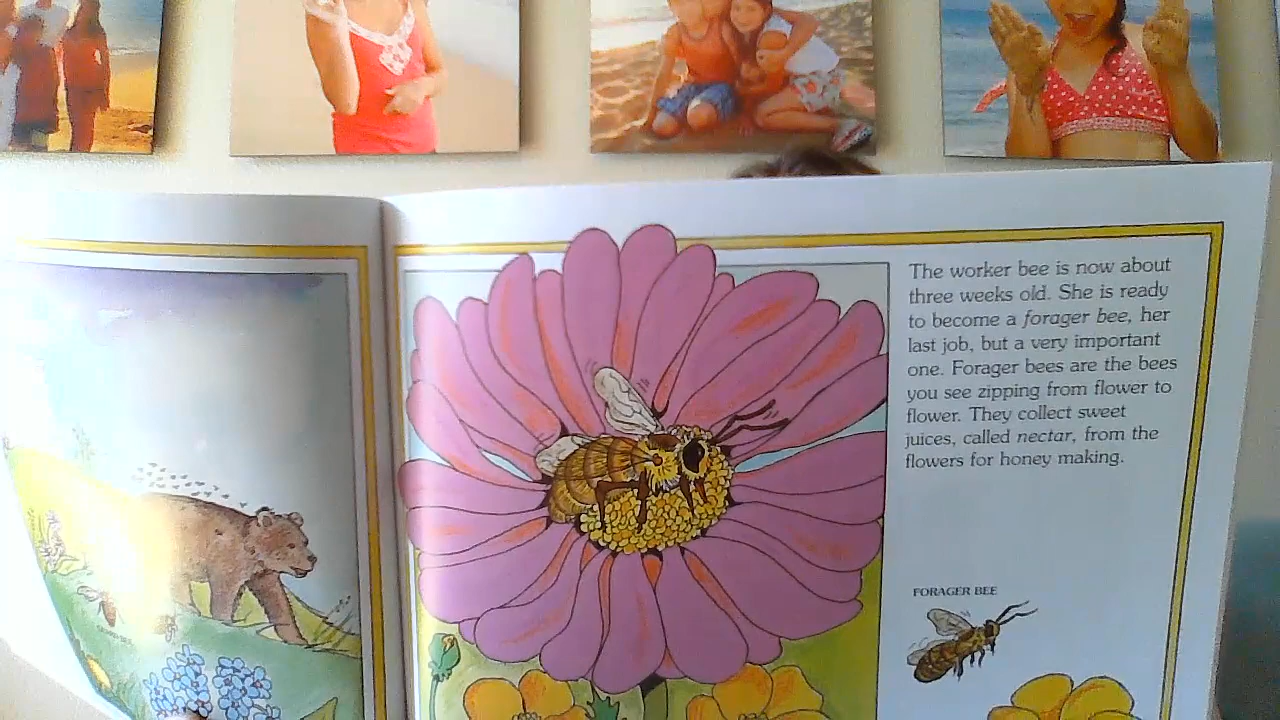 The worker bee is now about
three weeks old. She is ready
to become a forager bee, her
last job, but a very important
one. Forager bees are the bees
you see zipping from flower to
flower. They collect sweet
juices, called nectar, from the
flowers for honey making.
FORAGER BEE